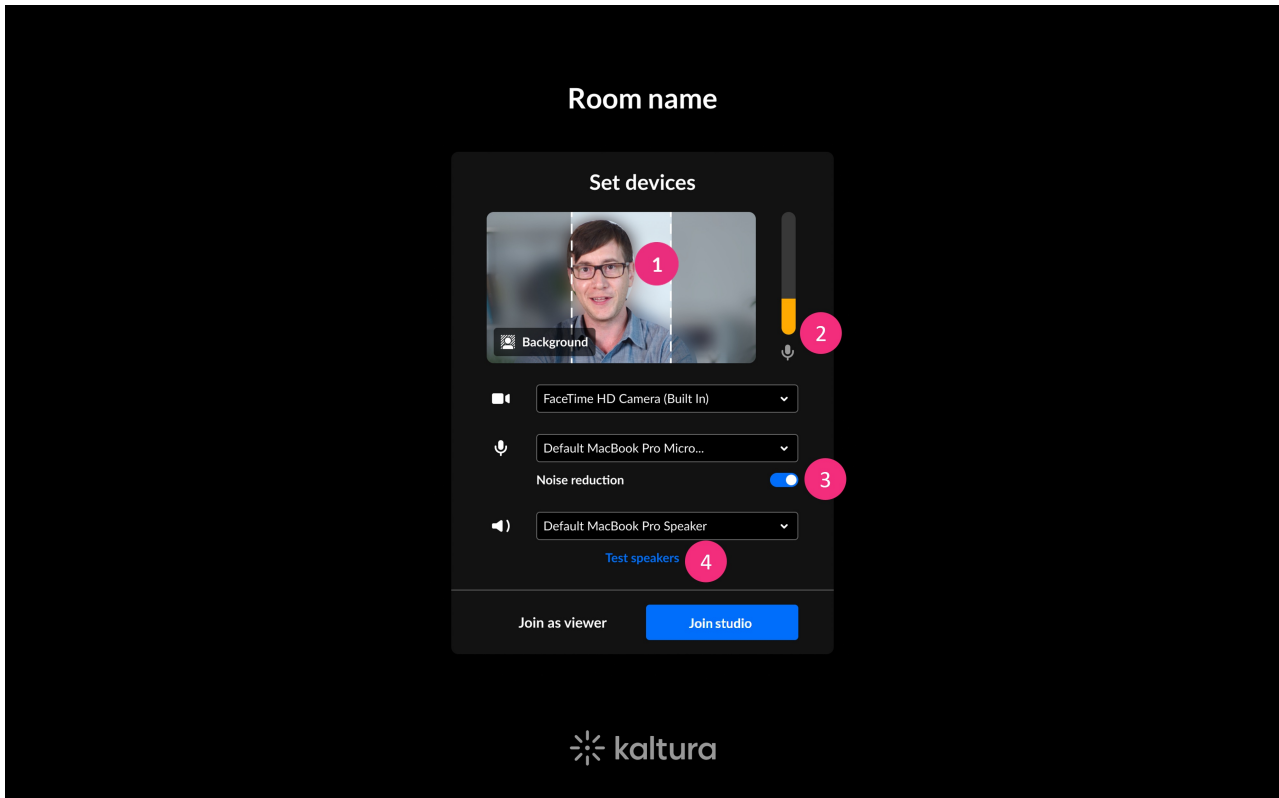 Room name
Set devices
1
Background
2
FaceTime HD Camera (Built In)
Default MacBook Pro Micro...
Noise reduction
3
Default MacBook Pro Speaker
Test speakers
4
Join as viewer
Join studio
kaltura